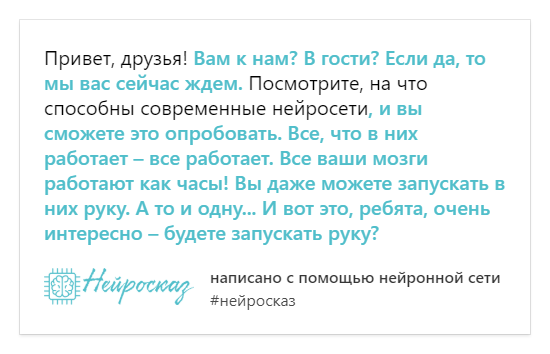 Привет, друзья! Вам к нам? В гости? Если да, то
мы вас сейчас ждем. Посмотрите, на что
способны современные нейросети, и вы
сможете это опробовать. Все, что в них
работает – все работает. Все ваши мозги
работают как часы! Вы даже можете запускать в
них руку. А то и одну... И вот это, ребята, очень
интересно – будете запускать руку?
Нейросказ
написано с помощью нейронной сети
#нейросказ